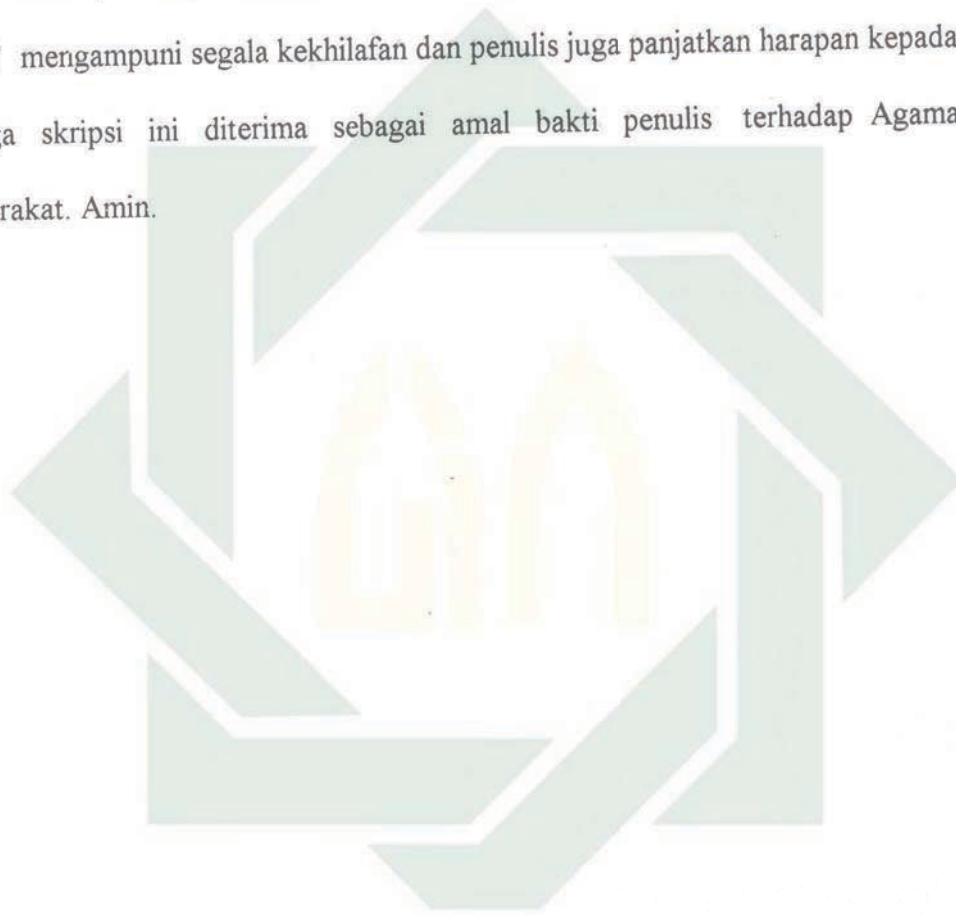 mengampuni segala kekhilafan dan penulis juga panjatkan harapan kepada
skripsi ini diterima sebagai amal bakti penulis terhadap Agama
rakat. Amin.